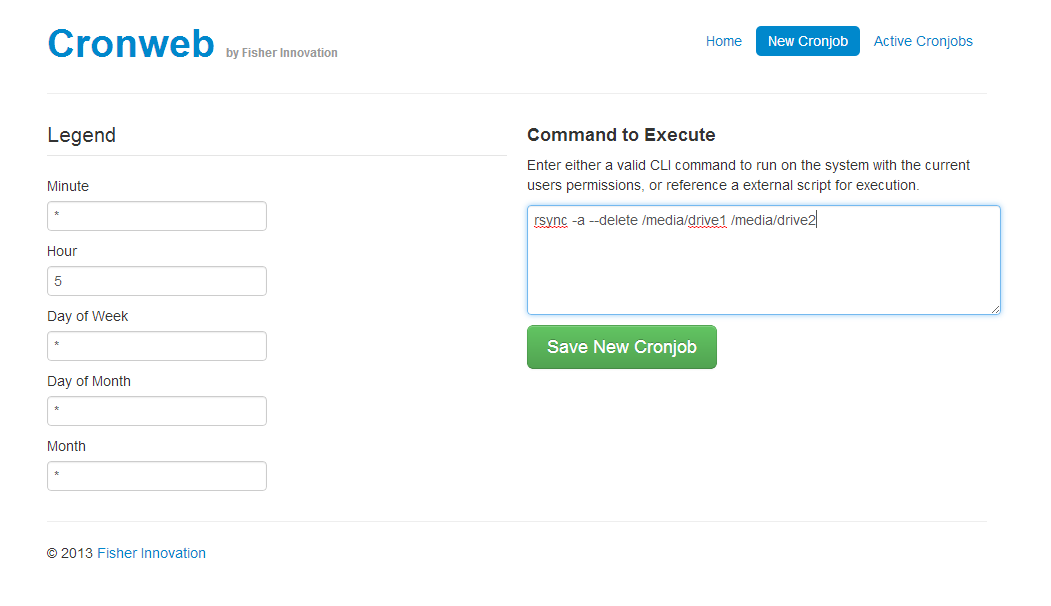 Cronweb by Fisher Innovation
Home New Cronjob Active Cronjobs
Legend
Minute
*
Hour
5
Day of Week
*
Day of Month
*
Month
*
Command to Execute
Enter either a valid CLI command to run on the system with the current
users permissions, or reference a external script for execution.
rsync -a --delete /media/drive1 /media/drive2
Save New Cronjob
© 2013 Fisher Innovation